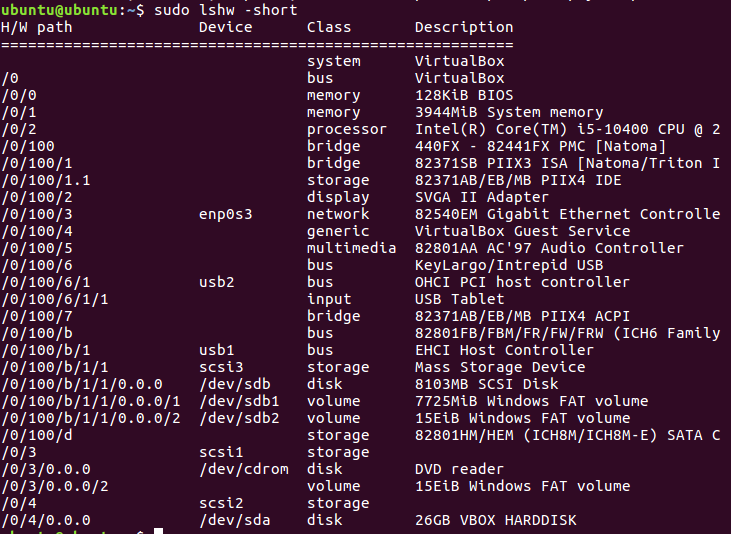 ubuntu@ubuntu:~$ sudo lshw -short
H/W path Device Class Description
=========================================================
system VirtualBox
/0 bus VirtualBox
/0/0 memory 128KiB BIOS
/0/1 memory 3944MiB System memory
/0/2 processor Intel(R) Core(TM) i5-10400 CPU @ 2
/0/100 bridge 440FX - 82441FX PMC [Natoma]
/0/100/1 bridge 82371SB PIIX3 ISA [Natoma/Triton I
/0/100/1.1 storage 82371AB/EB/MB PIIX4 IDE
/0/100/2 display SVGA II Adapter
/0/100/3 enp0s3 network 82540EM Gigabit Ethernet Controlle
/0/100/4 generic VirtualBox Guest Service
/0/100/5 multimedia 82801AA AC'97 Audio Controller
/0/100/6 bus KeyLargo/Intrepid USB
/0/100/6/1 usb2 bus OHCI PCI host controller
/0/100/6/1/1 input USB Tablet
/0/100/7 bridge 82371AB/EB/MB PIIX4 ACPI
/0/100/b bus 82801FB/FBM/FR/FW/FRW (ICH6 Family
/0/100/b/1 usb1 bus EHCI Host Controller
/0/100/b/1/1 scsi3 storage Mass Storage Device
/0/100/b/1/1/0.0.0 /dev/sdb disk 8103MB SCSI Disk
/0/100/b/1/1/0.0.0/1 /dev/sdb1 volume 7725MiB Windows FAT volume
/0/100/b/1/1/0.0.0/2 /dev/sdb2 volume 15EiB Windows FAT volume
/0/100/d storage 82801HM/HEM (ICH8M/ICH8M-E) SATA C
/0/3 scsi1 storage
/0/3/0.0.0 /dev/cdrom disk DVD reader
/0/3/0.0.0/2 volume 15EiB Windows FAT volume
/0/4 scsi2 storage
/0/4/0.0.0 /dev/sda disk 26GB VBOX HARDDISK